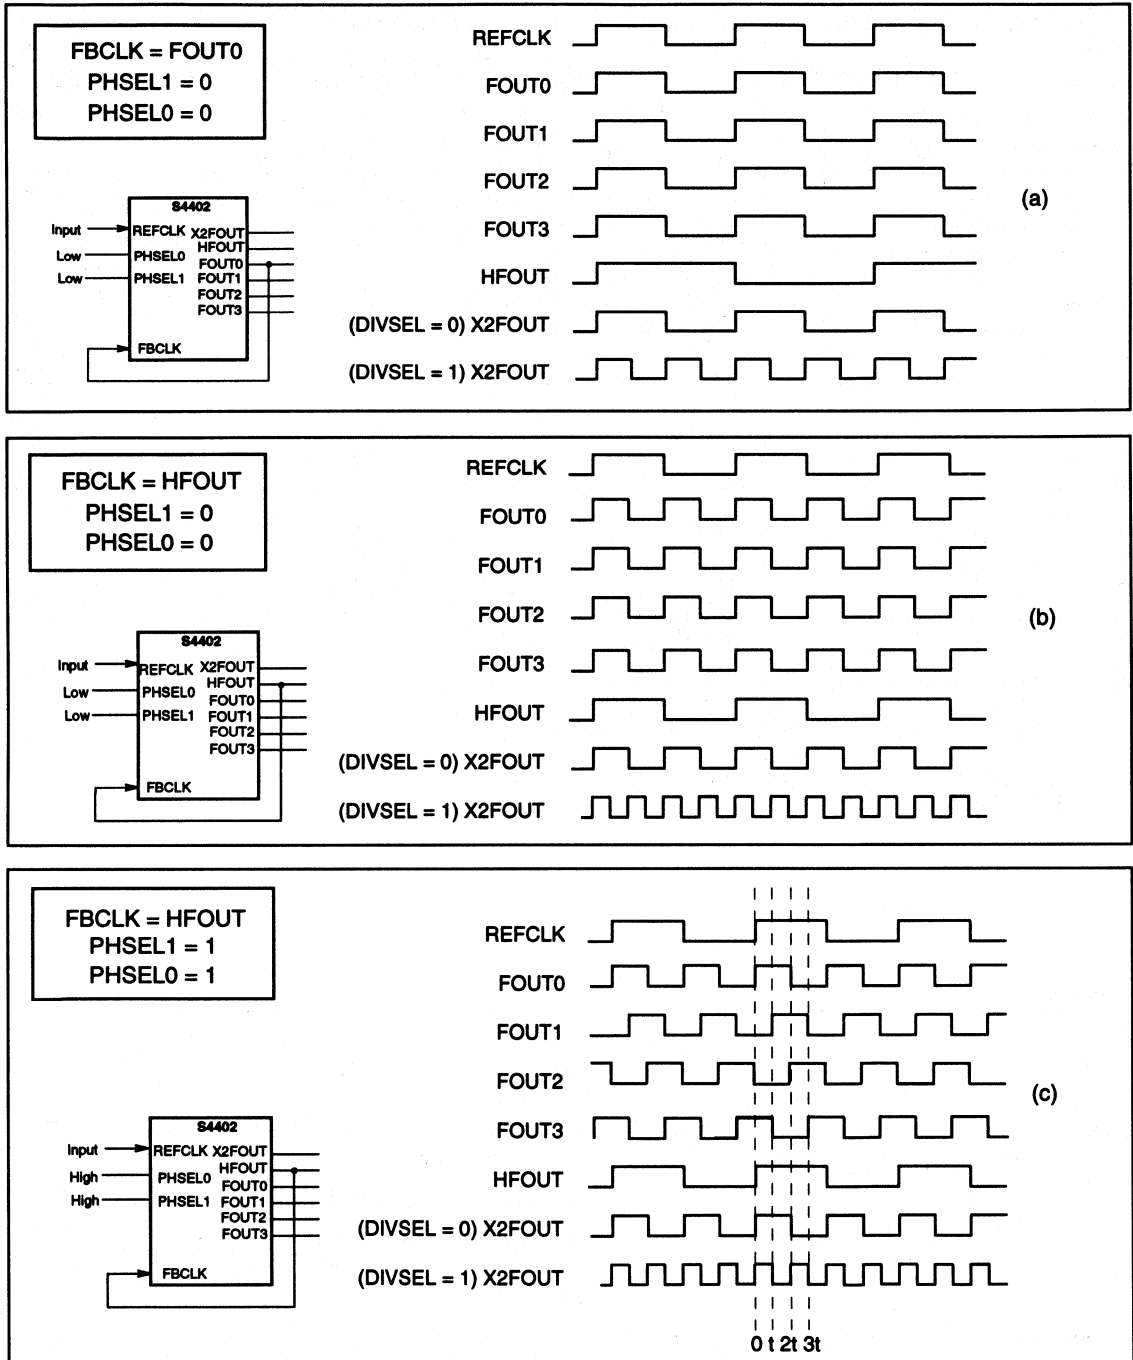 FBCLK = FOUT0
PHSEL1 = 0
PHSEL0 = 0
S4402
Input REFCLK X2FOUT
HFOUT
Low PHSEL0 FOUT0
Low PHSEL1 FOUT1
FOUT2
FOUT3
FBCLK
REFCLK
FOUT0
FOUT1
FOUT2
FOUT3
HFOUT
(DIVSEL = 0) X2FOUT
(DIVSEL = 1) X2FOUT
(a)
FBCLK = HFOUT
PHSEL1 = 0
PHSEL0 = 0
S4402
Input REFCLK X2FOUT
HFOUT
Low PHSEL0
FOUT0
Low PHSEL1 FOUT1
FOUT2
FOUT3
FBCLK
REFCLK
FOUT0
FOUT1
FOUT2
FOUT3
HFOUT
(DIVSEL = 0) X2FOUT
(DIVSEL = 1) X2FOUT
(b)
FBCLK = HFOUT
PHSEL1 = 1
PHSEL0 = 1
S4402
Input REFCLK X2FOUT
HFOUT
High PHSEL0
FOUT0
High PHSEL1 FOUT1
FOUT2
FOUT3
FBCLK
REFCLK
FOUT0
FOUT1
FOUT2
FOUT3
HFOUT
(DIVSEL = 0) X2FOUT
(DIVSEL = 1) X2FOUT
0 t 2t 3t
(c)